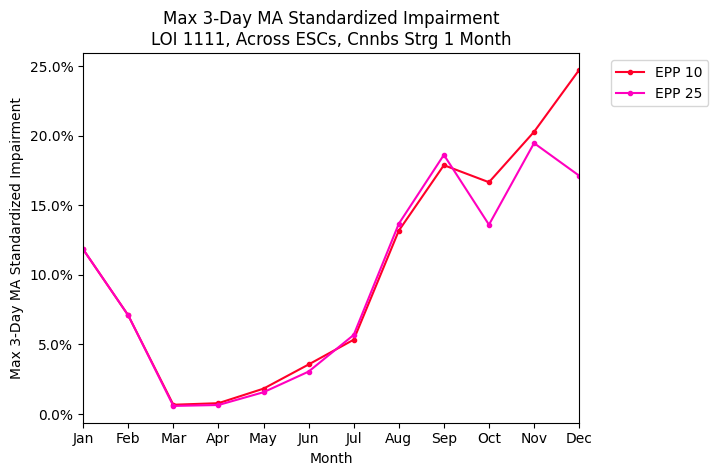 Max 3-Day MA Standardized Impairment
LOI 1111, Across ESCs, Cnnbs Strg 1 Month
25.0%
20.0%
15.0%
10.0%
5.0%
0.0%
Max 3-Day MA Standardized Impairment
Jan Feb Mar Apr May Jun Jul Aug Sep Oct Nov Dec
Month
EPP 10
EPP 25